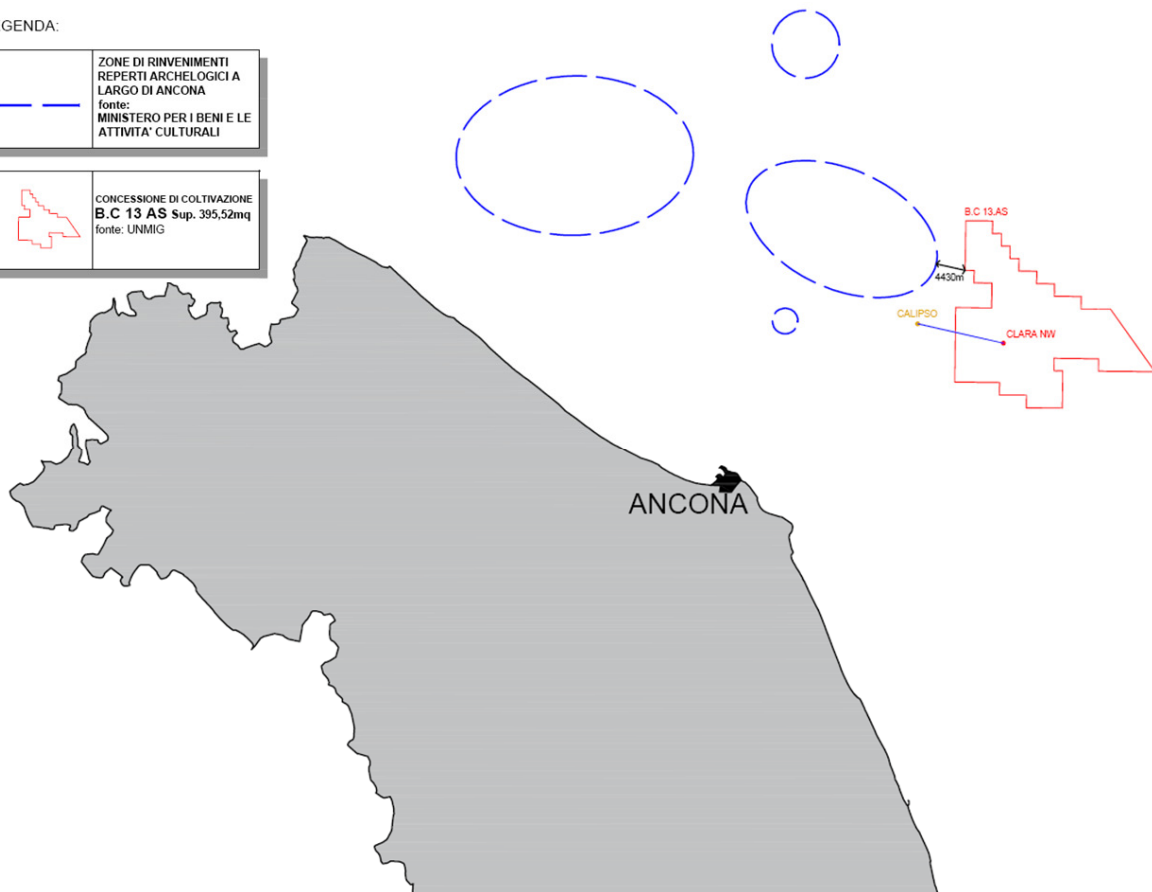 GENDA:
ZONE DI RINVENIMENTI
REPERTI ARCHELOGICI A
LARGO DI ANCONA
fonte:
MINISTERO PER I BENI E LE
ATTIVITA' CULTURALI
CONCESSIONE DI COLTIVAZIONE
B.C 13 AS Sup. 395,52mq
fonte: UNMIG
B.C 13.AS
4430m
CALIPSO
CLARA NW
ANCONA